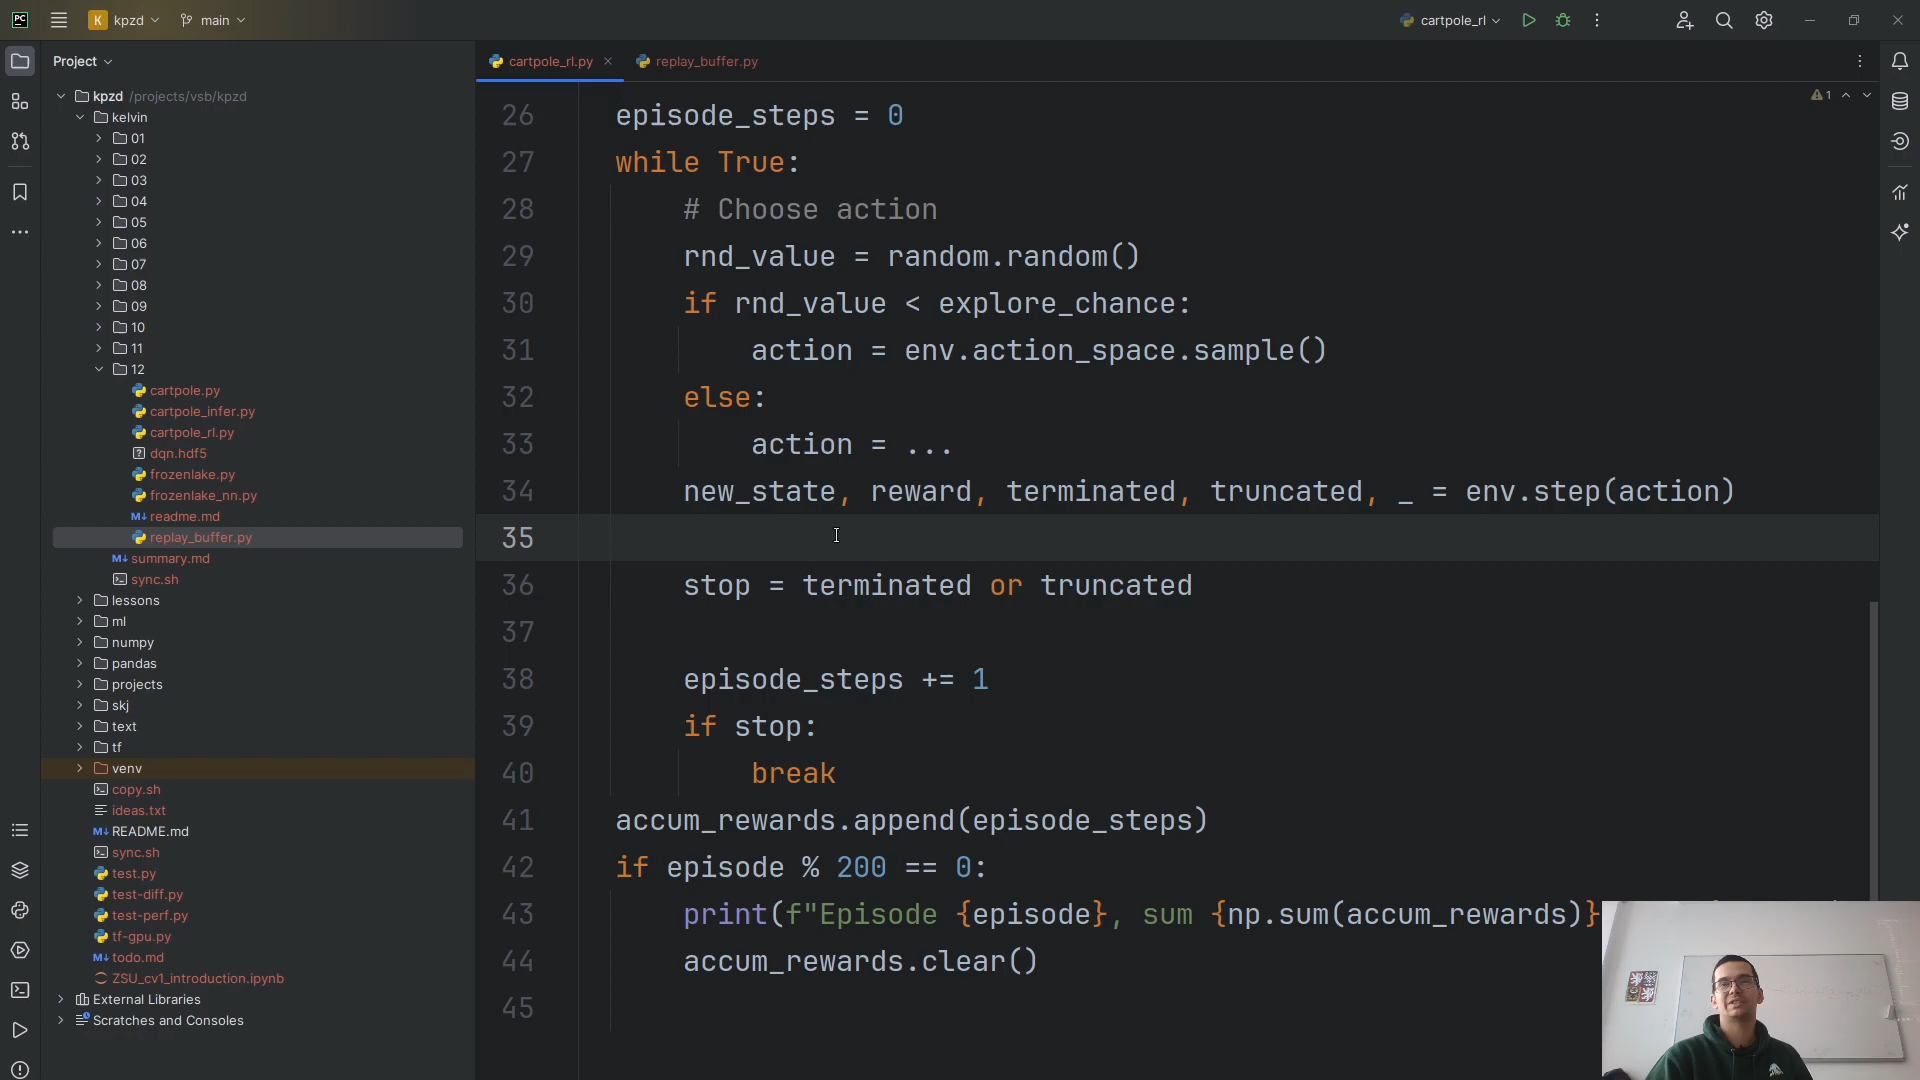 PC
K kpzd
main
cartpole_rl
Project
cartpole_rl.py
replay_buffer.py
kpzd /projects/vsb/kpzd
kelvin
01
02
03
04
05
06
07
08
09
10
11
12
cartpole.py
cartpole_infer.py
cartpole_rl.py
dqn.hdf5
frozenlake.py
frozenlake_nn.py
readme.md
replay_buffer.py
summary.md
sync.sh
lessons
ml
numpy
pandas
projects
skj
text
tf
venv
copy.sh
ideas.txt
README.md
sync.sh
test.py
test-diff.py
test-perf.py
tf-gpu.py
todo.md
ZSU_cv1_introduction.ipynb
External Libraries
Scratches and Consoles
1
26 episode_steps = 0
27 while True:
28 # Choose action
29 rnd_value = random.random()
30 if rnd_value < explore_chance:
31 action = env.action_space.sample()
32 else:
33 action = ...
34 new_state, reward, terminated, truncated, _ = env.step(action)
35
36 stop = terminated or truncated
37
38 episode_steps += 1
39 if stop:
40 break
41 accum_rewards.append(episode_steps)
42 if episode % 200 == 0:
43 print(f"Episode {episode}, sum {np.sum(accum_rewards)}
44 accum_rewards.clear()
45